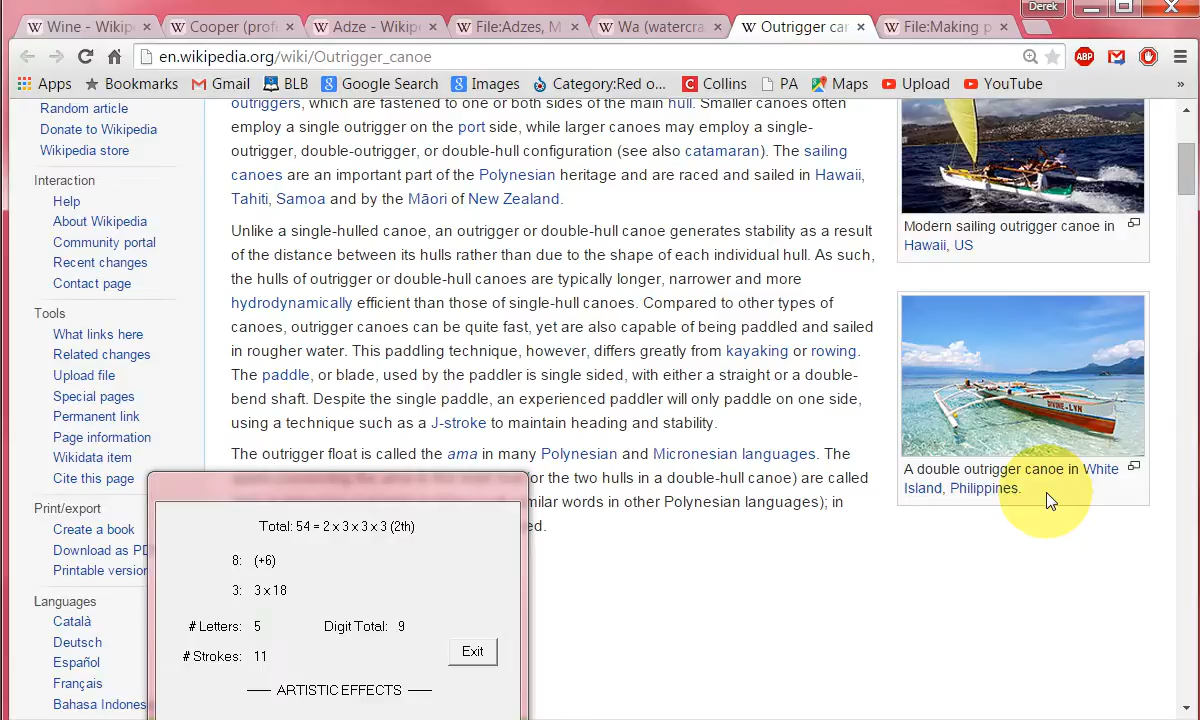 Derek
Wine - Wikip
Cooper (prof
Adze - Wikip
File:Adzes, M
Wa (watercra
Outrigger ca
File:Making p
en.wikipedia.org/wiki/Outrigger_canoe
Apps
Bookmarks
Gmail
BLB
Google Search
Images
Category:Red o...
Collins
PA
Maps
Upload
YouTube
»
Random article
Donate to Wikipedia
Wikipedia store
Interaction
Help
About Wikipedia
Community portal
Recent changes
Contact page
Tools
What links here
Related changes
Upload file
Special pages
Permanent link
Page information
Wikidata item
Cite this page
Print/export
Create a book
Download as PD
Printable version
Languages
Català
Deutsch
Español
Français
Bahasa Indones
outriggers, which are fastened to one or both sides of the main hull. Smaller canoes often
employ a single outrigger on the port side, while larger canoes may employ a single-
outrigger, double-outrigger, or double-hull configuration (see also catamaran). The sailing
canoes are an important part of the Polynesian heritage and are raced and sailed in Hawaii,
Tahiti, Samoa and by the Māori of New Zealand.
Unlike a single-hulled canoe, an outrigger or double-hull canoe generates stability as a result
of the distance between its hulls rather than due to the shape of each individual hull. As such,
the hulls of outrigger or double-hull canoes are typically longer, narrower and more
hydrodynamically efficient than those of single-hull canoes. Compared to other types of
canoes, outrigger canoes can be quite fast, yet are also capable of being paddled and sailed
in rougher water. This paddling technique, however, differs greatly from kayaking or rowing.
The paddle, or blade, used by the paddler is single sided, with either a straight or a double-
bend shaft. Despite the single paddle, an experienced paddler will only paddle on one side,
using a technique such as a J-stroke to maintain heading and stability.
The outrigger float is called the ama in many Polynesian and Micronesian languages. The
or the two hulls in a double-hull canoe) are called
milar words in other Polynesian languages); in
ed.
Modern sailing outrigger canoe in
Hawaii, US
DIVINE-LYN
A double outrigger canoe in White
Island, Philippines.
Total: 54 = 2 x 3 x 3 x 3 (2th)
8: (+6)
3: 3 x 18
# Letters: 5 Digit Total: 9
# Strokes: 11
Exit
ARTISTIC EFFECTS